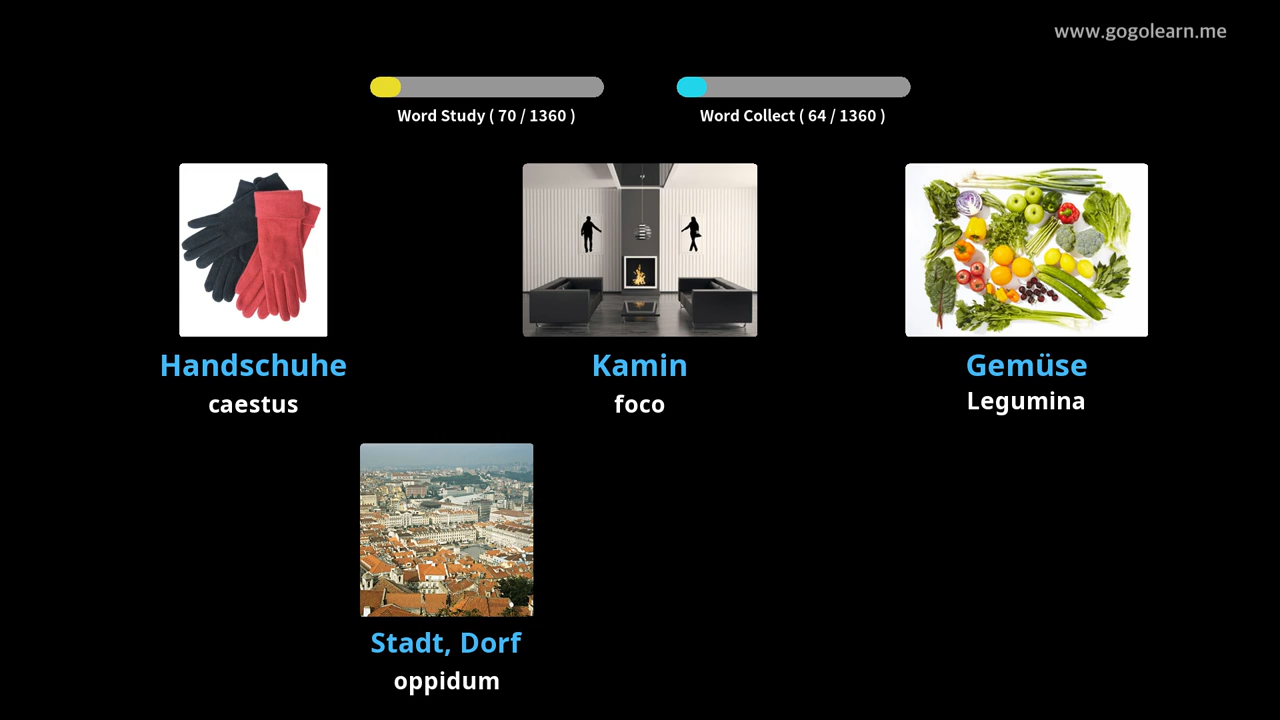 www.gogolearn.me
Word Study ( 70 / 1360 )
Word Collect ( 64 / 1360 )
Handschuhe
caestus
Kamin
foco
Gemüse
Legumina
Stadt, Dorf
oppidum